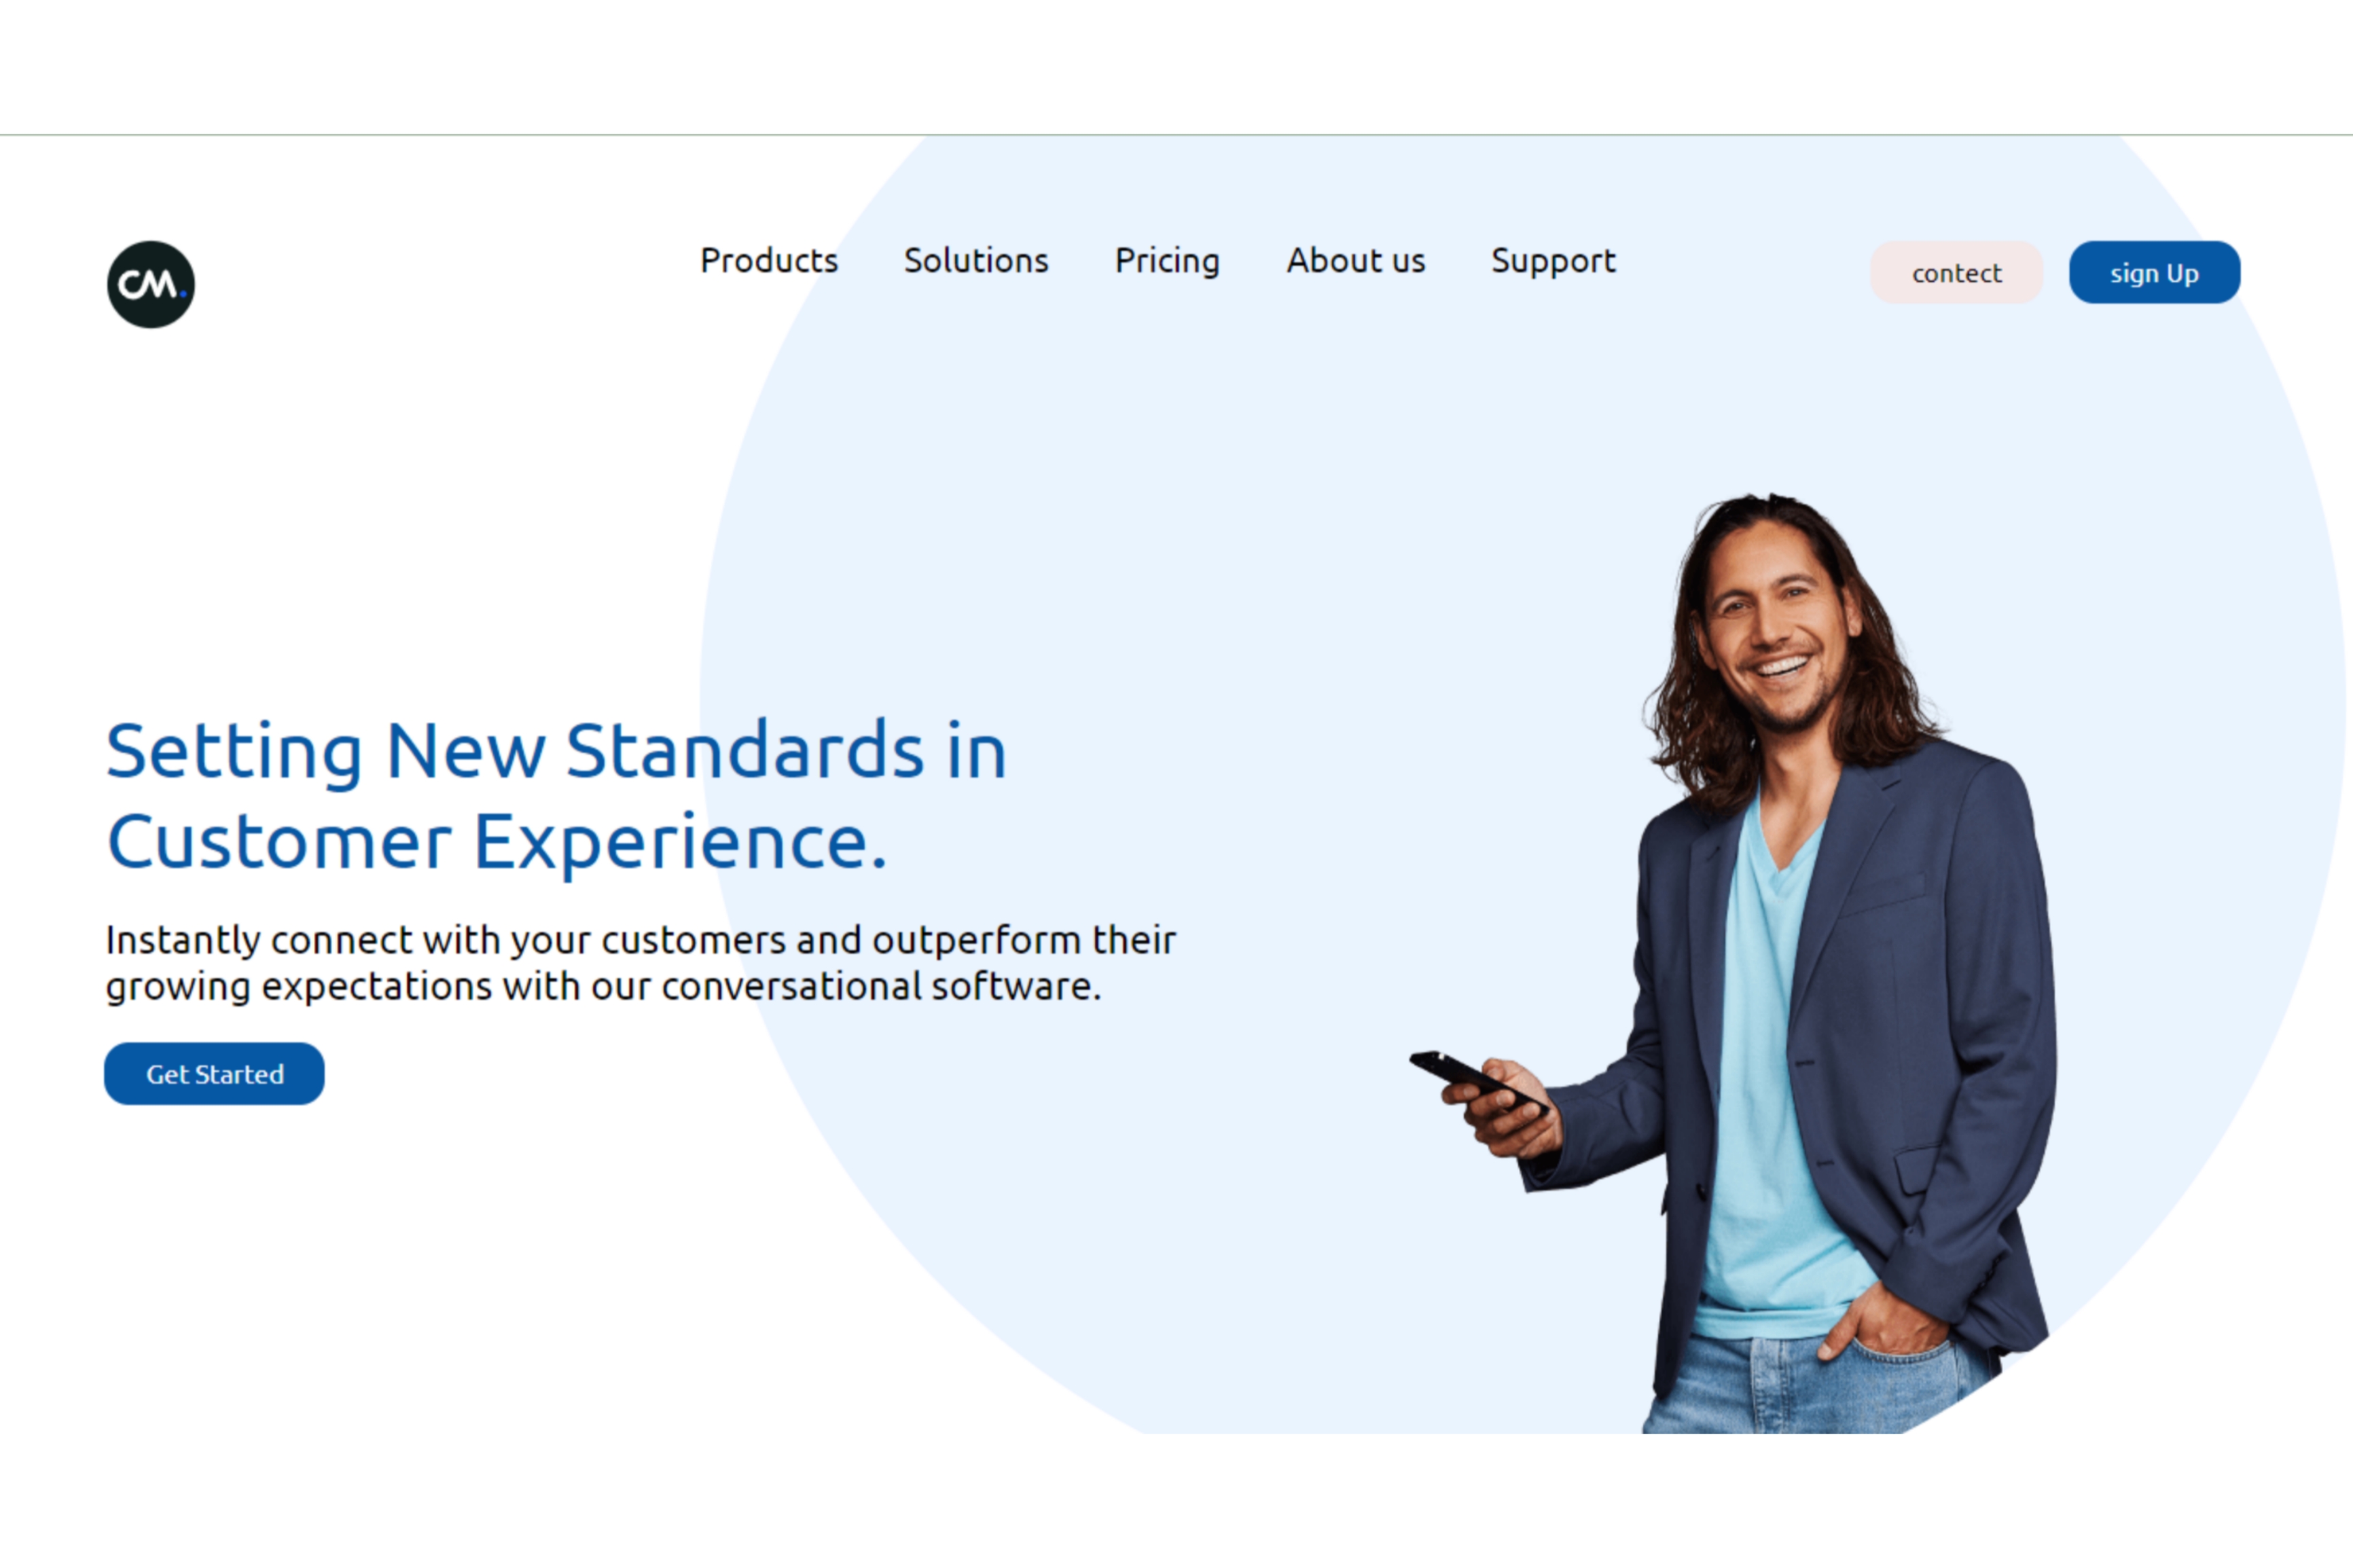 CM.
Products Solutions Pricing About us Support contect sign Up
Setting New Standards in
Customer Experience.
Instantly connect with your customers and outperform their
growing expectations with our conversational software.
Get Started